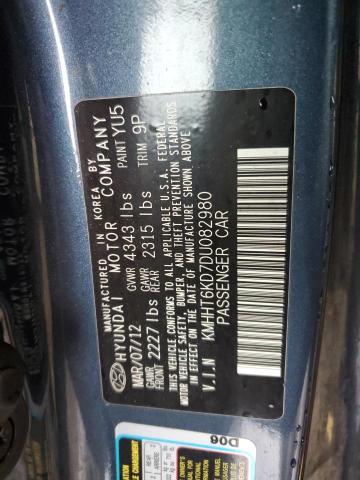 MANUFACTURED IN KOREA BY
HYUNDAI MOTOR COMPANY
MAR/07/12 GVWR 4343 lbs PAINT YU5
GAWR FRONT 2227 lbs GAWR REAR 2315 lbs TRIM 9P
THIS VEHICLE CONFORMS TO ALL APPLICABLE U.S.A. FEDERAL
MOTOR VEHICLE SAFETY, BUMPER, AND THEFT PREVENTION STANDARDS
IN EFFECT ON THE DATE OF MANUFACTURE SHOWN ABOVE
V.I.N KMHHT6KD7DU082980
PASSENGER CAR
D06